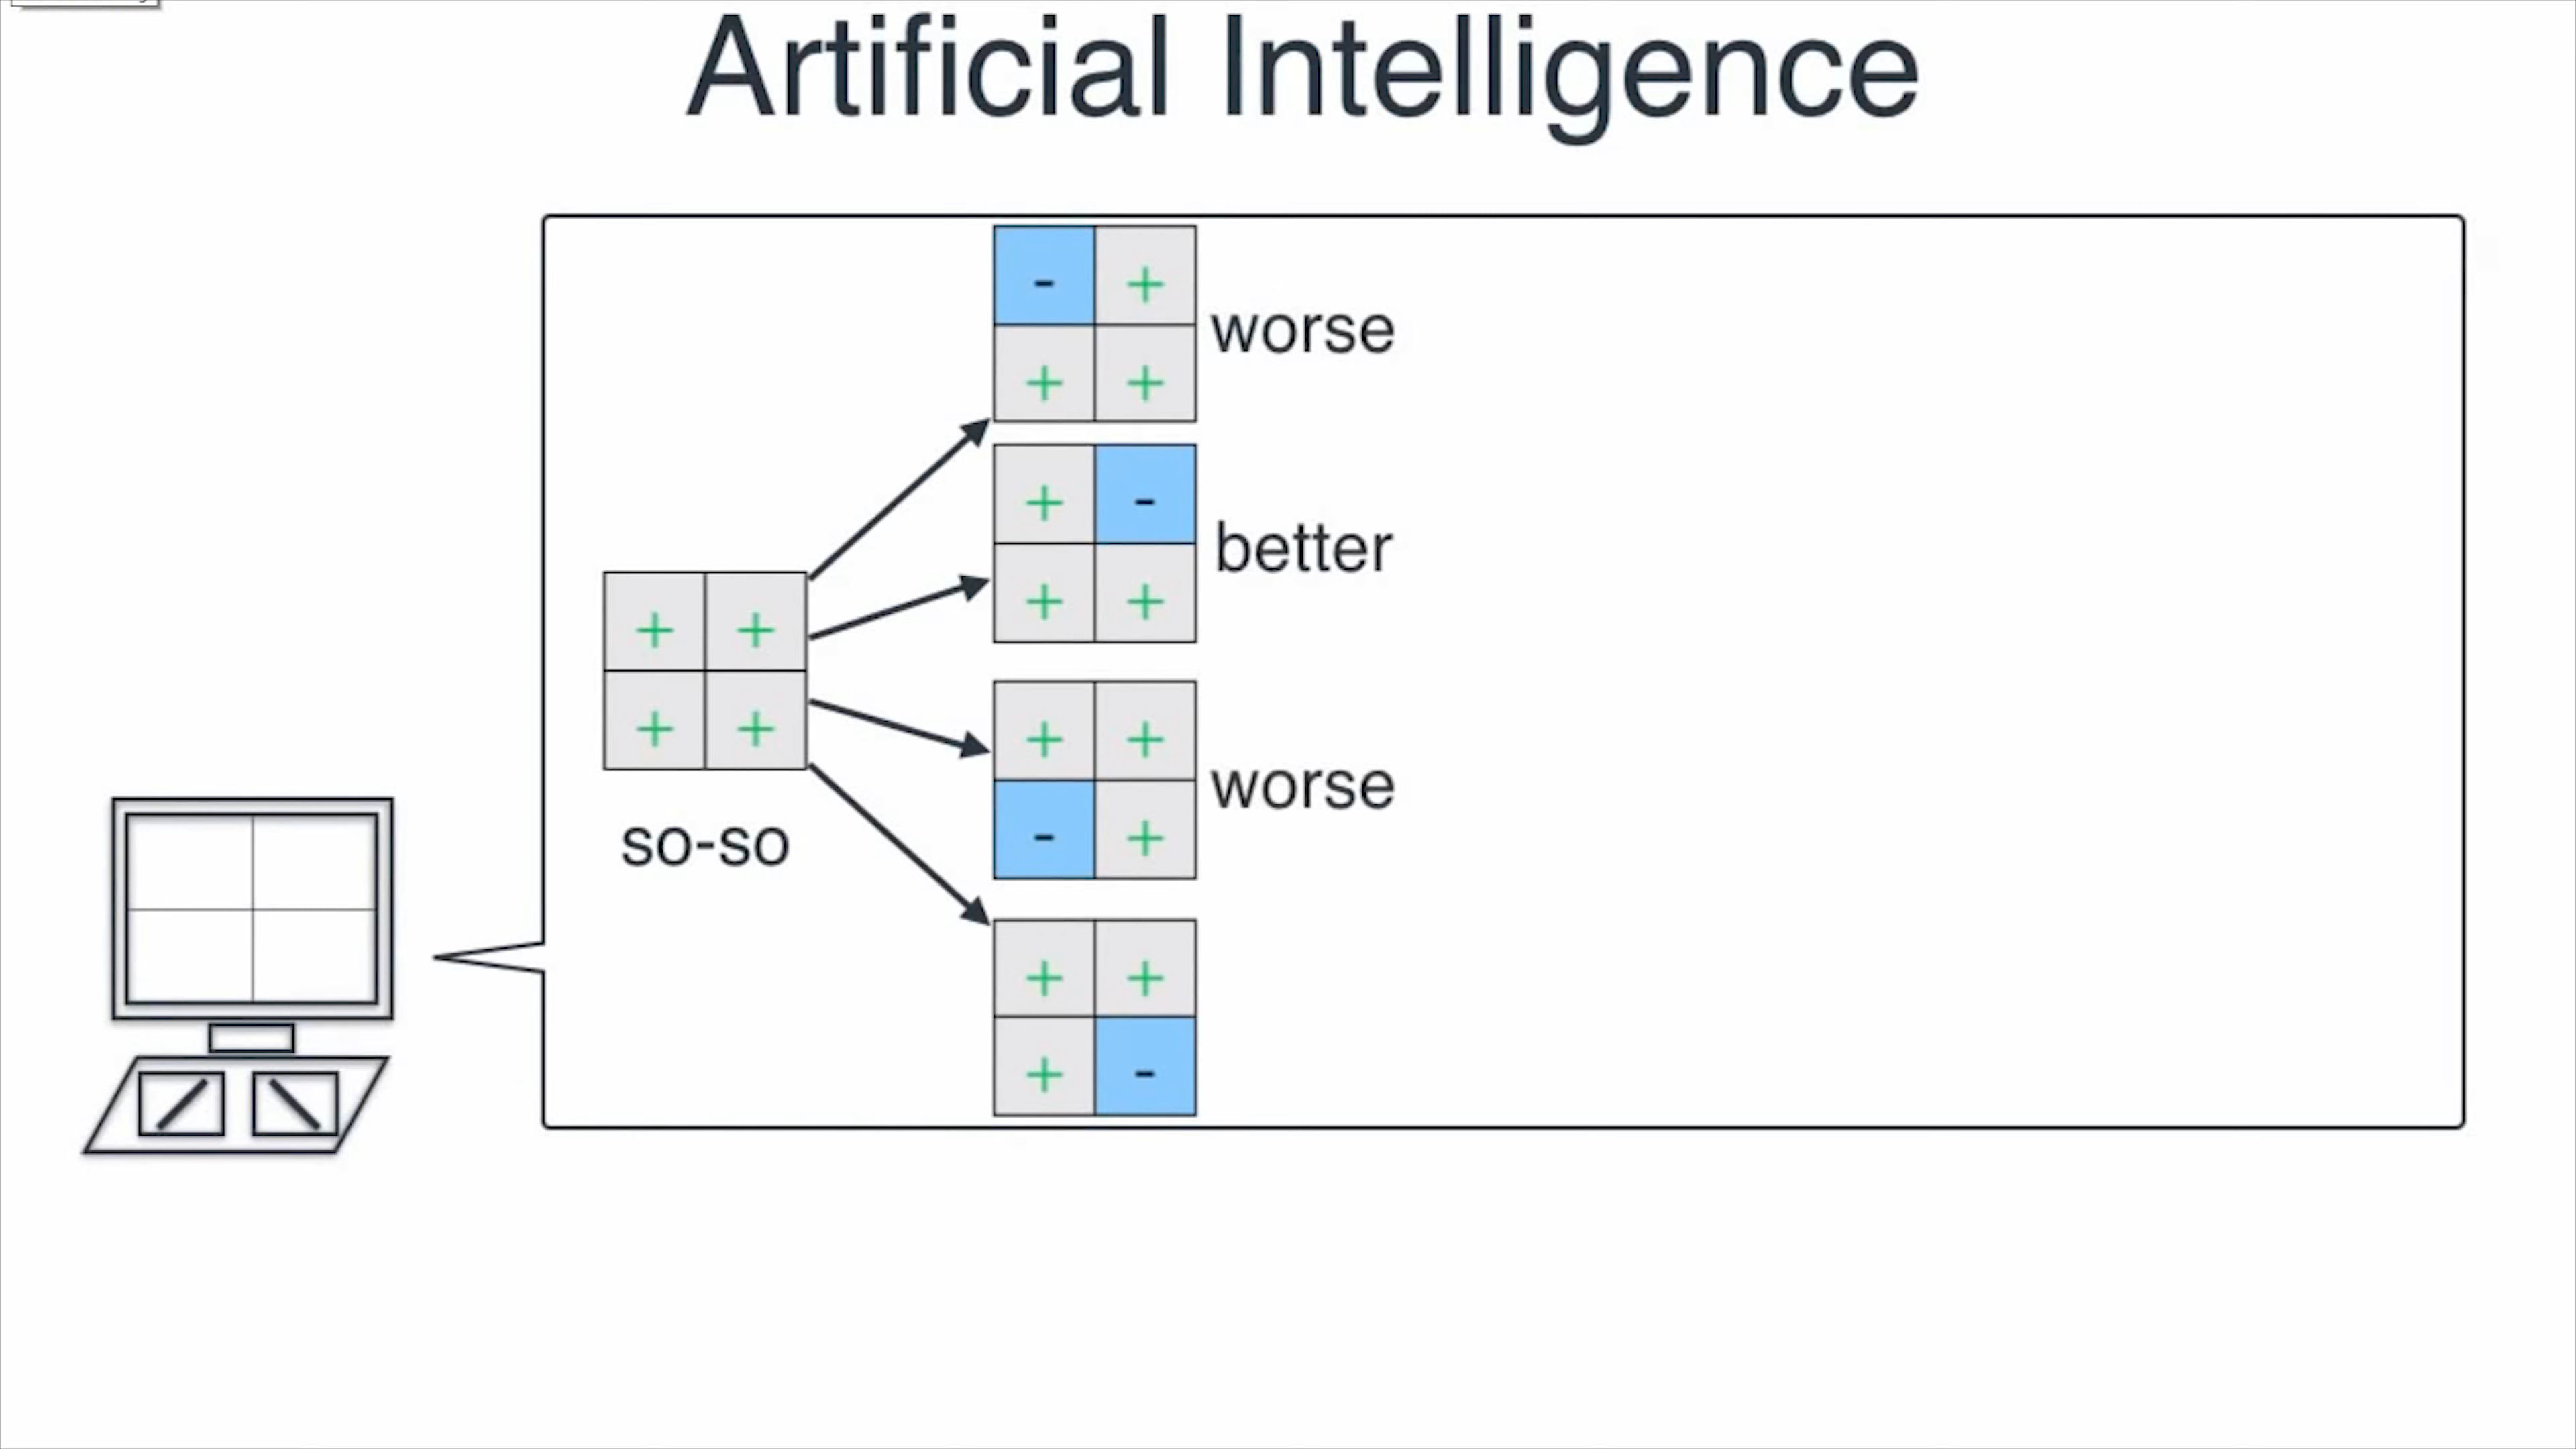 Artificial Intelligence
- +
+ +
worse
+ -
+ +
better
+ +
+ +
so-so
+ +
- +
worse
+ +
+ -